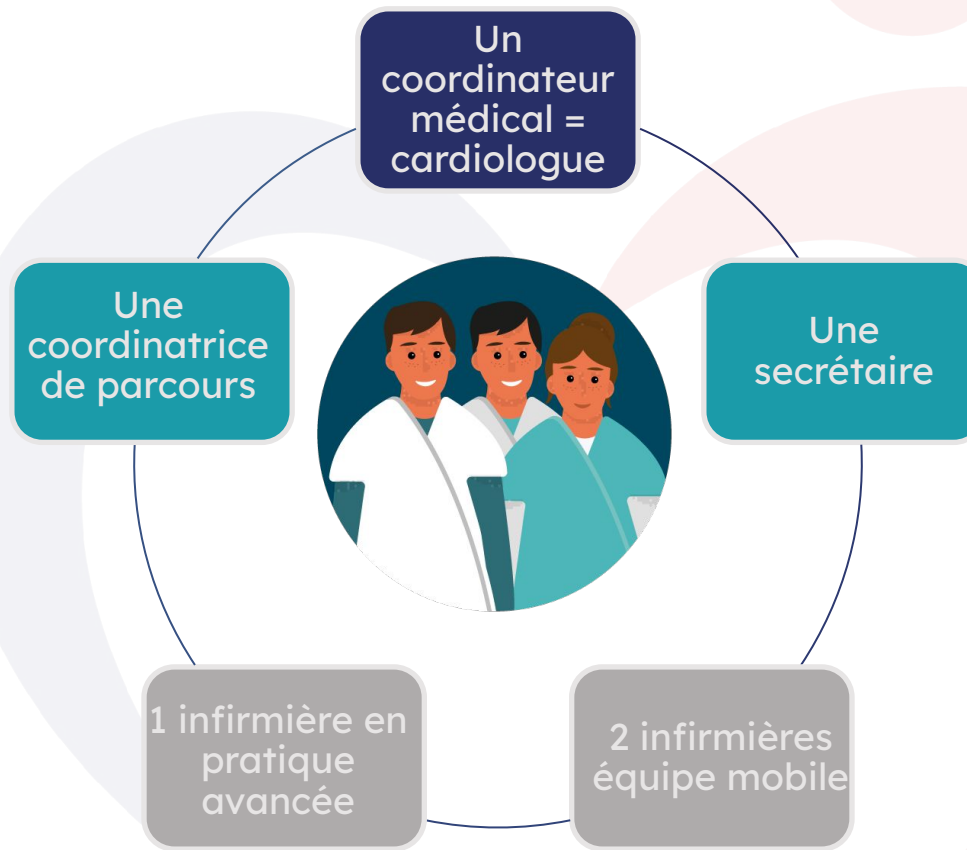 Un
coordinateur
médical =
cardiologue
Une
coordinatrice
de parcours
Une
secrétaire
1 infirmière en
pratique
avancée
2 infirmières
équipe mobile